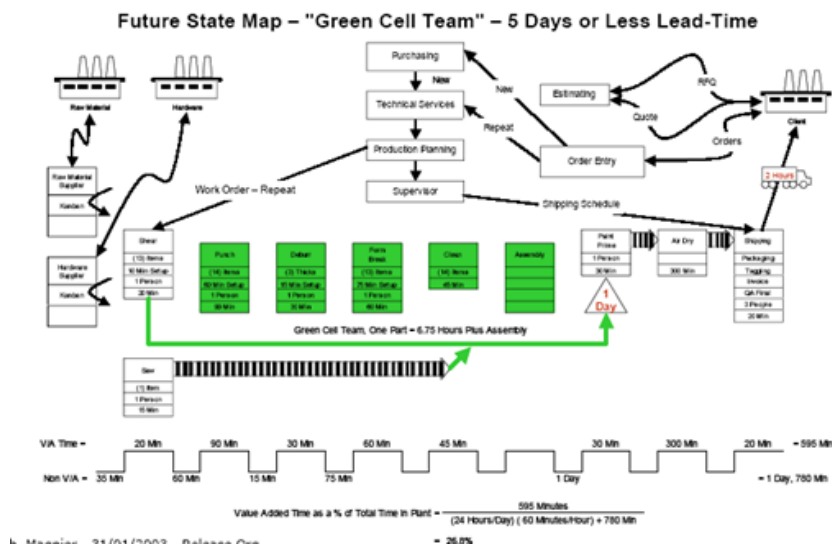 Future State Map – "Green Cell Team" – 5 Days or Less Lead-Time
Purchasing
New
Technical Services
Production Planning
Supervisor
Raw Material
Hardware
Estimating
RFQ
Quote
New
Repeat
Order Entry
Orders
Client
2 Hours
Raw Material
Supplier
Kanban
Hardware
Supplier
Kanban
Work Order – Repeat
Shipping Schedule
Shear
(13) Items
10 Min Setup
1 Person
20 Min
Punch
(14) Items
60 Min Setup
1 Person
90 Min
Deburr
(3) Thicks
15 Min Setup
1 Person
30 Min
Form
Break
(13) Items
75 Min Setup
1 Person
60 Min
(14) Items
45 Min
Assembly
Paint
Prime
1 Person
30 Min
1
Day
Air Dry
300 Min
Shipping
Packaging
Tagging
Invoice
QA Final
3 People
20 Min
Green Cell Team, One Part – 6.75 Hours Plus Assembly
Saw
(1) Item
1 Person
15 Min
V/A Time = 20 Min 90 Min 30 Min 60 Min 45 Min 30 Min 300 Min 20 Min = 595 Min
Non V/A = 35 Min 60 Min 15 Min 75 Min 1 Day = 1 Day, 780 Min
Value Added Time as a % of Total Time in Plant = 595 Minutes
(24 Hours/Day) ( 60 Minutes/Hour) + 780 Min
= 26.8%